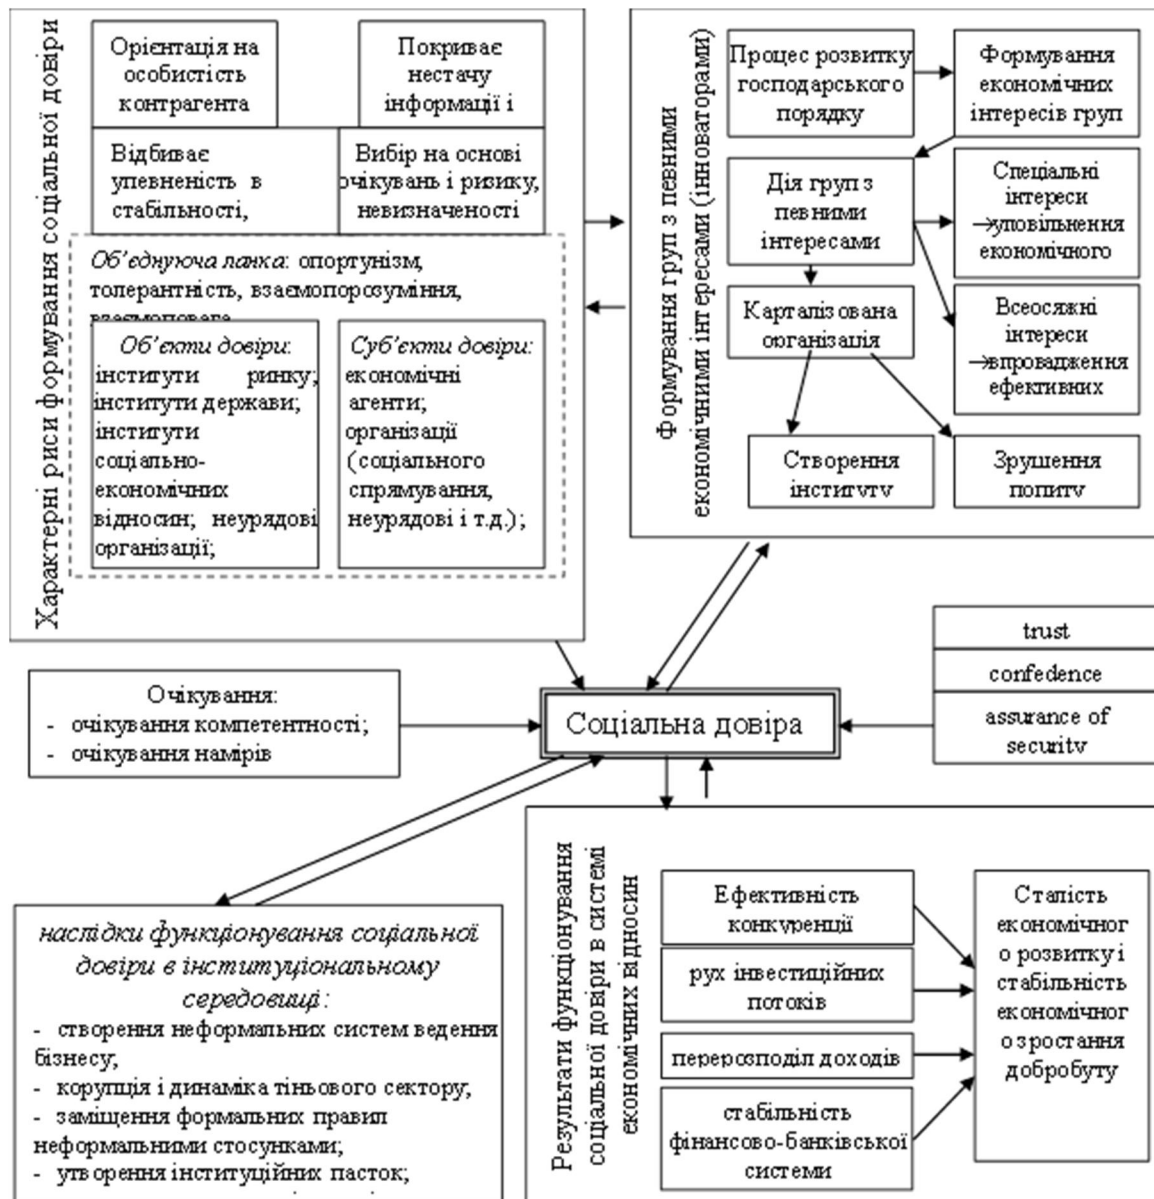 Характерні риси формування соціальної довіри
Орієнтація на
особистість
контрагента
Покриває
нестачу
інформації і
Відбиває
упевненість в
стабільності,
Вибір на основі
очікувань і ризику,
невизначеності
Об'єднуюча ланка: опортунізм,
толерантність, взаємопорозуміння,
взаємоповага
Об'єкти довіри:
інститути ринку;
інститути держави;
інститути
соціально-
економічних
відносин; неурядові
організації;
Суб'єкти довіри:
економічні
агенти;
організації
(соціального
спрямування,
неурядові і т.д.);
Формування груп з певними
економічними інтересами (інноваторами)
Процес розвитку
господарського
порядку
Формування
економічних
інтересів груп
Дія груп з
певними
інтересами
Спеціальні
інтереси
→уповільнення
економічного
Карталізована
організація
Всеосяжні
інтереси
→впровадження
ефективних
Створення
інституту
Зрушення
попиту
Очікування:
- очікування компетентності;
- очікування намірів
Соціальна довіра
trust
confedence
assurance of
security
наслідки функціонування соціальної
довіри в інституціональному
середовищі:
- створення неформальних систем ведення
бізнесу;
- корупція і динаміка тіньового сектору;
- заміщення формальних правил
неформальними стосунками;
- утворення інституційних пасток;
Результати функціонування
соціальної довіри в системі
економічних відносин
Ефективність
конкуренції
рух інвестиційних
потоків
перерозподіл доходів
стабільність
фінансово-банківської
системи
Сталість
економічног
о розвитку і
стабільність
економічног
о зростання
добробуту